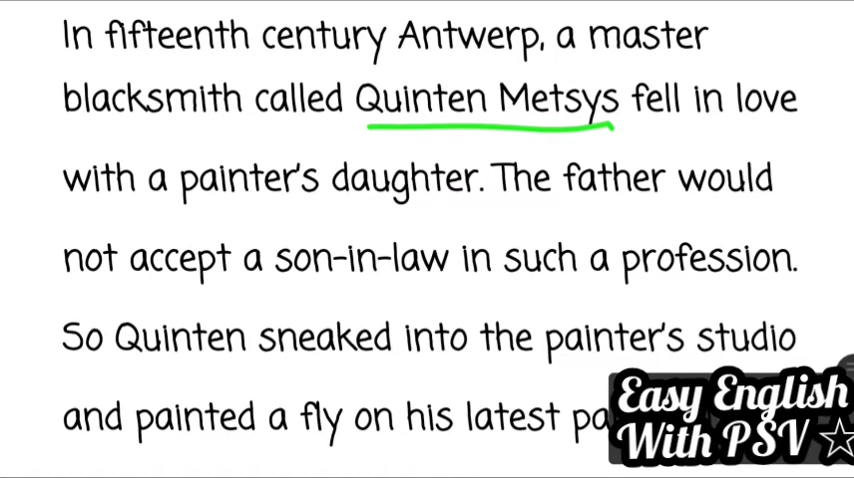 In fifteenth century Antwerp, a master
blacksmith called Quinten Metsys fell in love
with a painter's daughter. The father would
not accept a son-in-law in such a profession.
So Quinten sneaked into the painter's studio
and painted a fly on his latest
Easy English
With PSV ☆